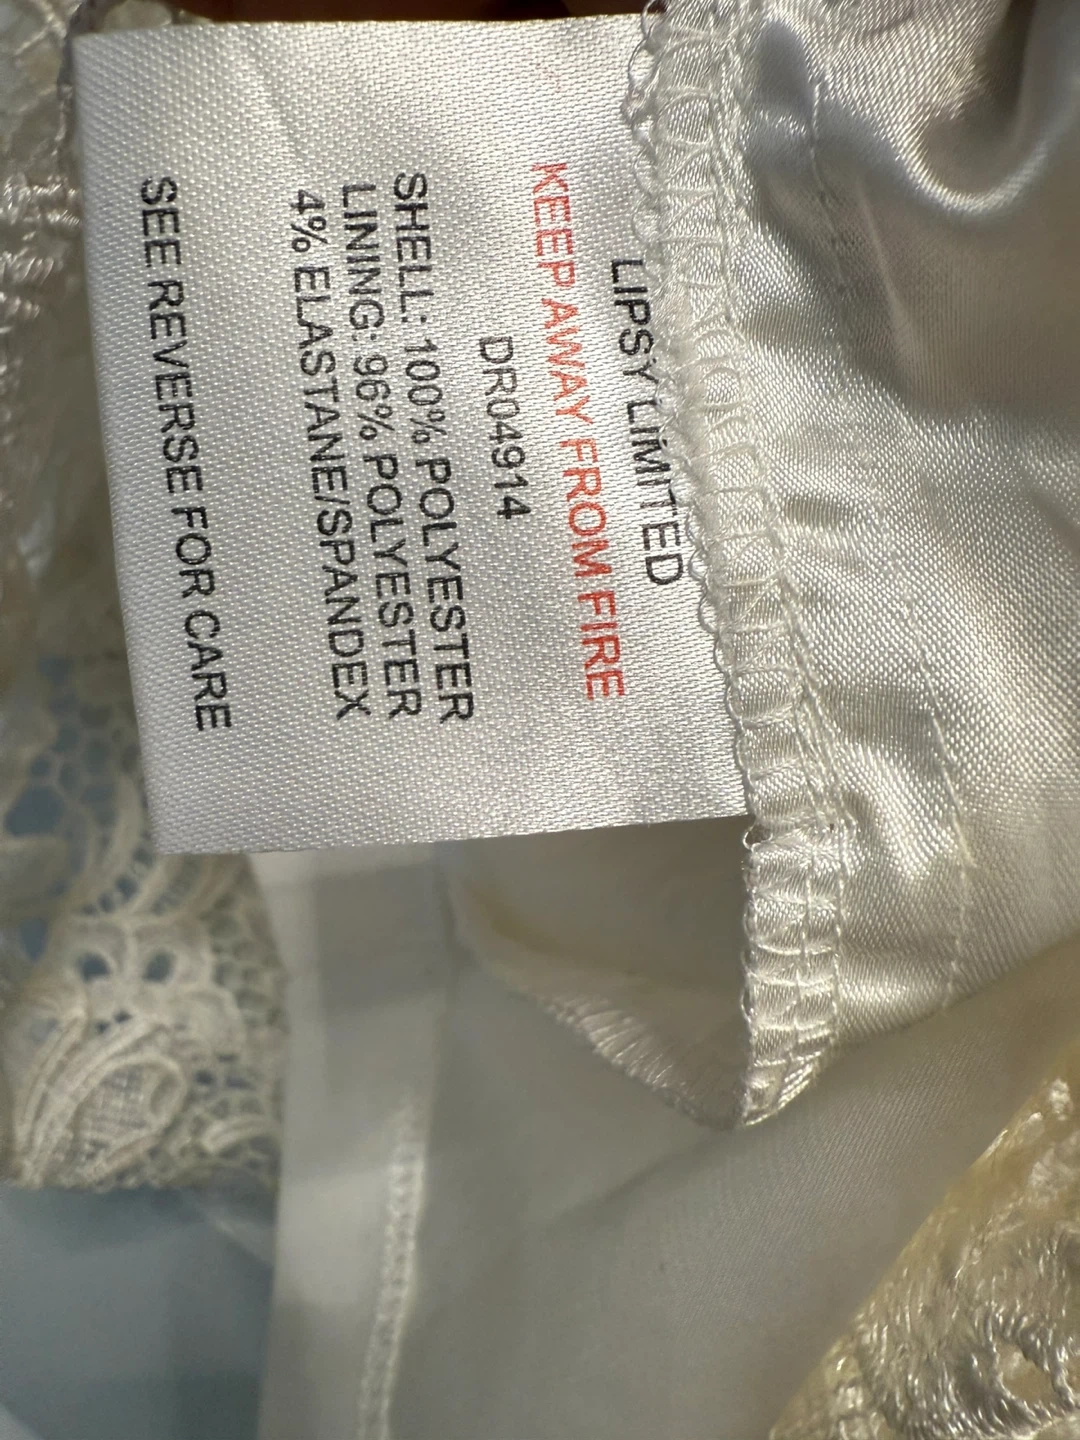 LIPSY LIMITED
KEEP AWAY FROM FIRE
DR04914
SHELL: 100% POLYESTER
LINING: 96% POLYESTER
4% ELASTANE/SPANDEX
SEE REVERSE FOR CARE